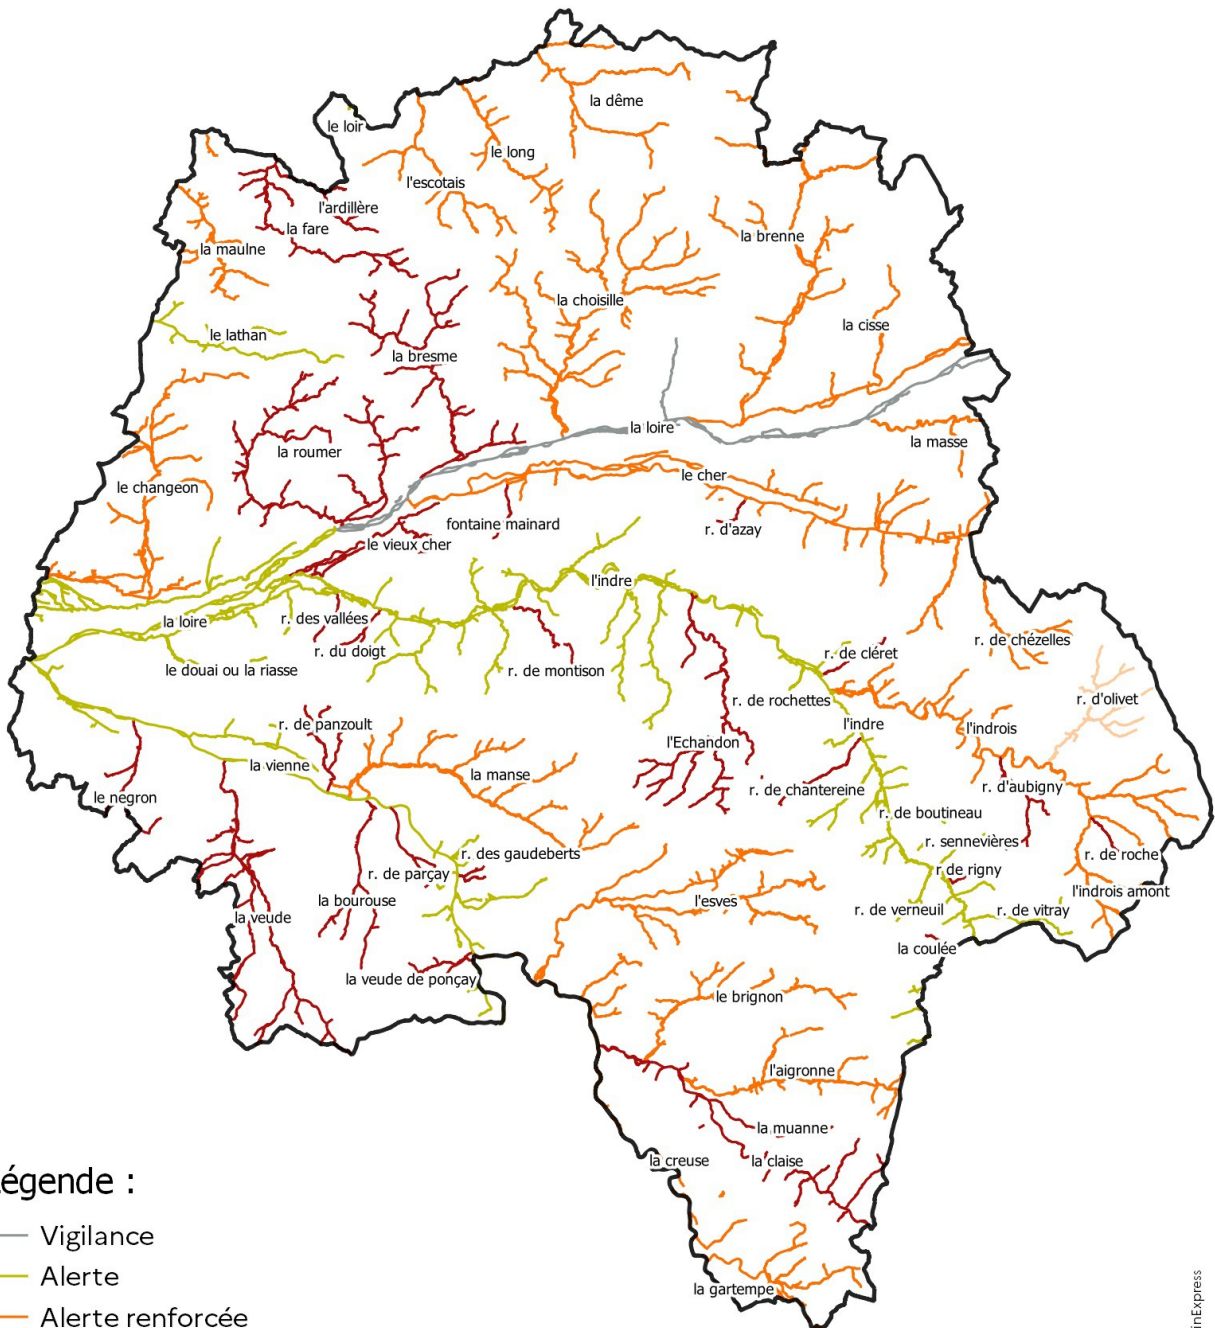 la dême
le loir
le long
l'escotais
l'ardillère
la fare
la brenne
la maulne
la choisille
la cisse
le lathan
la bresme
la loire
la masse
la roumer
le cher
le changeon
fontaine mainard
r. d'azay
le vieux cher
l'indre
la loire
r. des vallées
r. de chézelles
r. du doigt
r. de cléret
le douai ou la riasse
r. de montison
r. de rochettes
r. d'olivet
r. de panzoult
l'indre
l'indrois
l'Echandon
la vienne
la manse
r. d'aubigny
r. de chantereine
le négron
r. de boutineau
r. sennevières
r. des gaudeberts
r. de roche
r. de parçay
r de rigny
l'indrois amont
la bourouse
l'esves
r. de verneuil
r. de vitray
la veude
la coulée
la veude de ponçay
le brignon
l'aigronne
la muanne
la creuse
la claise
égende :
Vigilance
Alerte
la gartempe
Alerte renforcée
inExpress